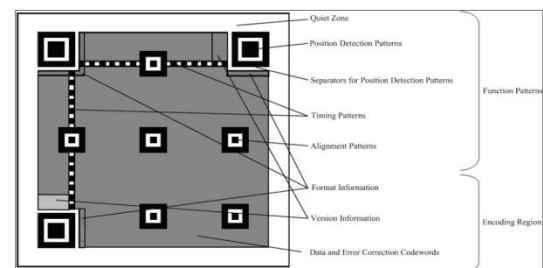 Quiet Zone
Position Detection Patterns
Separators for Position Detection Patterns
Function Patterns
Timing Patterns
Alignment Patterns
Format Information
Version Information
Encoding Region
Data and Error Correction Codewords